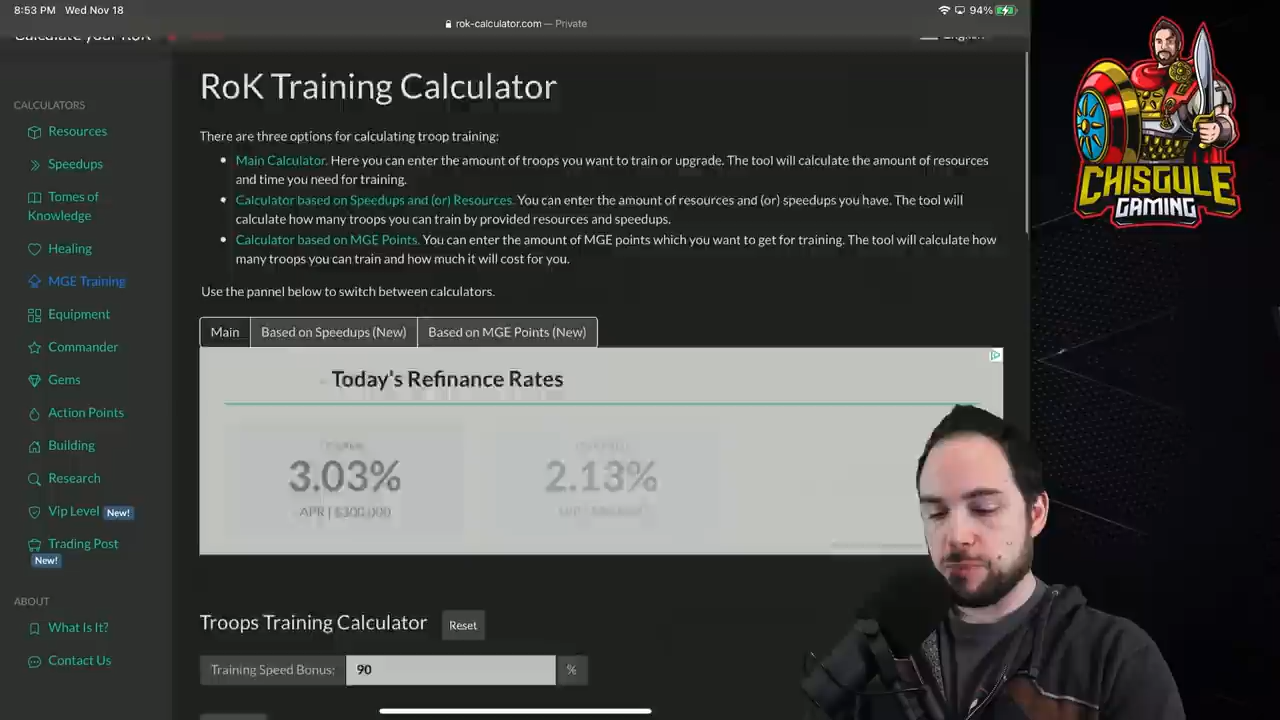 8:53 PM Wed Nov 18
rok-calculator.com — Private
94%
Calculate your RoK
English
CALCULATORS
Resources
Speedups
Tomes of
Knowledge
Healing
MGE Training
Equipment
Commander
Gems
Action Points
Building
Research
Vip Level New!
Trading Post
New!
ABOUT
What Is It?
Contact Us
RoK Training Calculator
There are three options for calculating troop training:
Main Calculator. Here you can enter the amount of troops you want to train or upgrade. The tool will calculate the amount of resources
and time you need for training.
Calculator based on Speedups and (or) Resources. You can enter the amount of resources and (or) speedups you have. The tool will
calculate how many troops you can train by provided resources and speedups.
Calculator based on MGE Points. You can enter the amount of MGE points which you want to get for training. The tool will calculate how
many troops you can train and how much it will cost for you.
Use the pannel below to switch between calculators.
Main
Based on Speedups (New)
Based on MGE Points (New)
Today's Refinance Rates
3.03%
APR | $300,000
2.13%
Troops Training Calculator
Reset
Training Speed Bonus:
90
%
CHISGULE
GAMING